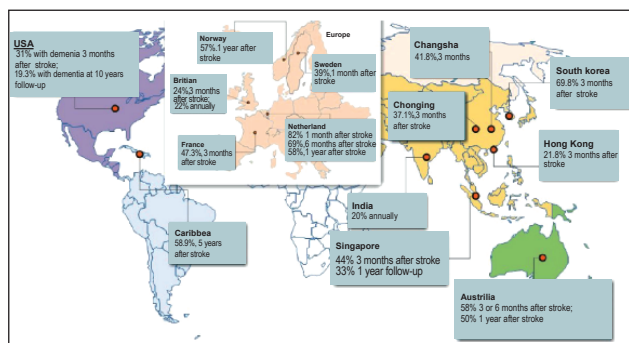 USA
31% with demenia 3 months
after stroke;
19.3% with dementia at 10 years
follow-up
Norway
57%.1 year after
stroke
Europe
Sweden
39%,1 month after
stroke
Britian
24%3 months
after stroke;
22% annually
France
47.3%, 3 months
after stroke
Netherland
82% 1 month after stroke
69%,6 months after stroke
58%,1 year after stroke
Changsha
41.8%,3 months
South korea
69.8% 3 months
after stroke
Chonging
37.1%,3 months
after stroke
Hong Kong
21.8% 3 months after
stroke
India
20% annually
Caribbea
58.9%, 5 years
after stroke
Singapore
44% 3 months after stroke
33% 1 year follow-up
Austrilia
58% 3 or 6 months after stroke;
50% 1 year after stroke